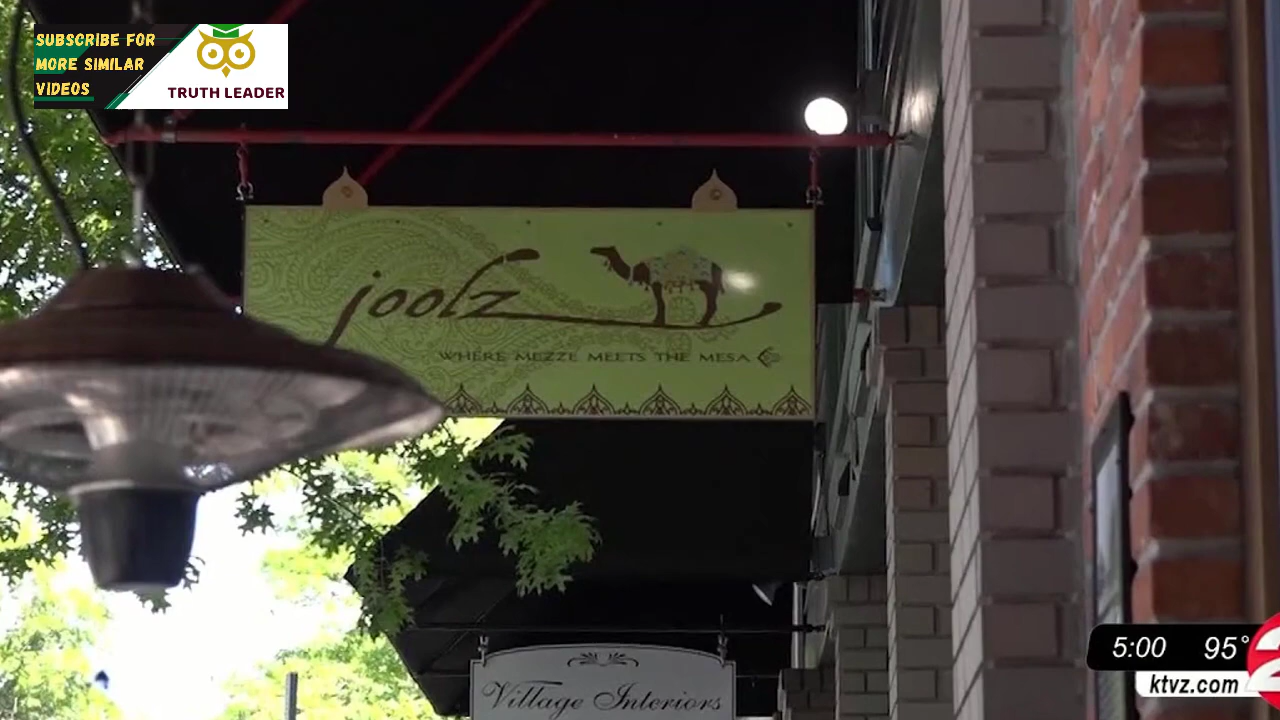 SUBSCRIBE FOR
MORE SIMILAR
VIDEOS
TRUTH LEADER
joolz
WHERE MEZZE MEETS THE MESA
Village Interiors
5:00 95°
ktvz.com
2